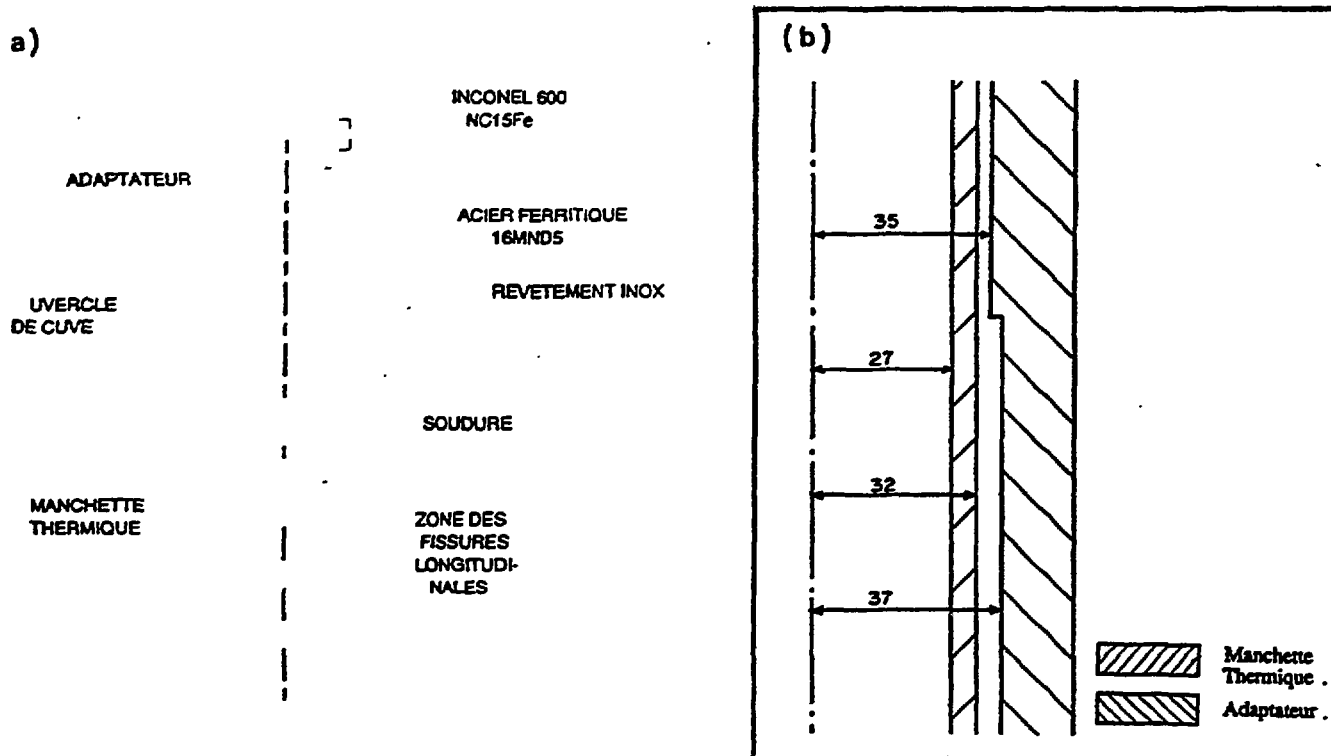 a)
INCONEL 600
NC15Fe
ADAPTATEUR
ACIER FERRITIQUE
16MND5
REVETEMENT INOX
UVERCLE
DE CUVE
SOUDURE
MANCHETTE
THERMIQUE
ZONE DES
FISSURES
LONGITUDI-
NALES
(b)
35
27
32
37
Manchette
Thermique .
Adaptateur .